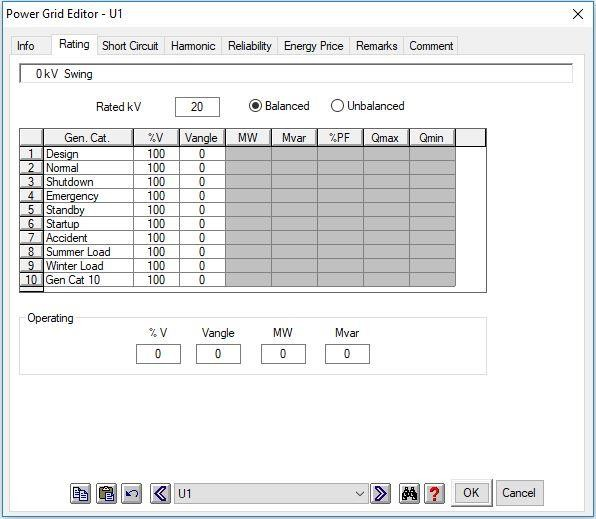 Power Grid Editor - U1
Info Rating Short Circuit Harmonic Reliability Energy Price Remarks Comment
0 kV Swing
Rated kV 20 Balanced Unbalanced
Gen. Cat. %V Vangle MW Mvar %PF Qmax Qmin
1 Design 100 0
2 Normal 100 0
3 Shutdown 100 0
4 Emergency 100 0
5 Standby 100 0
6 Startup 100 0
7 Accident 100 0
8 Summer Load 100 0
9 Winter Load 100 0
10 Gen Cat 10 100 0
Operating
% V Vangle MW Mvar
0 0 0 0
U1 ? OK Cancel